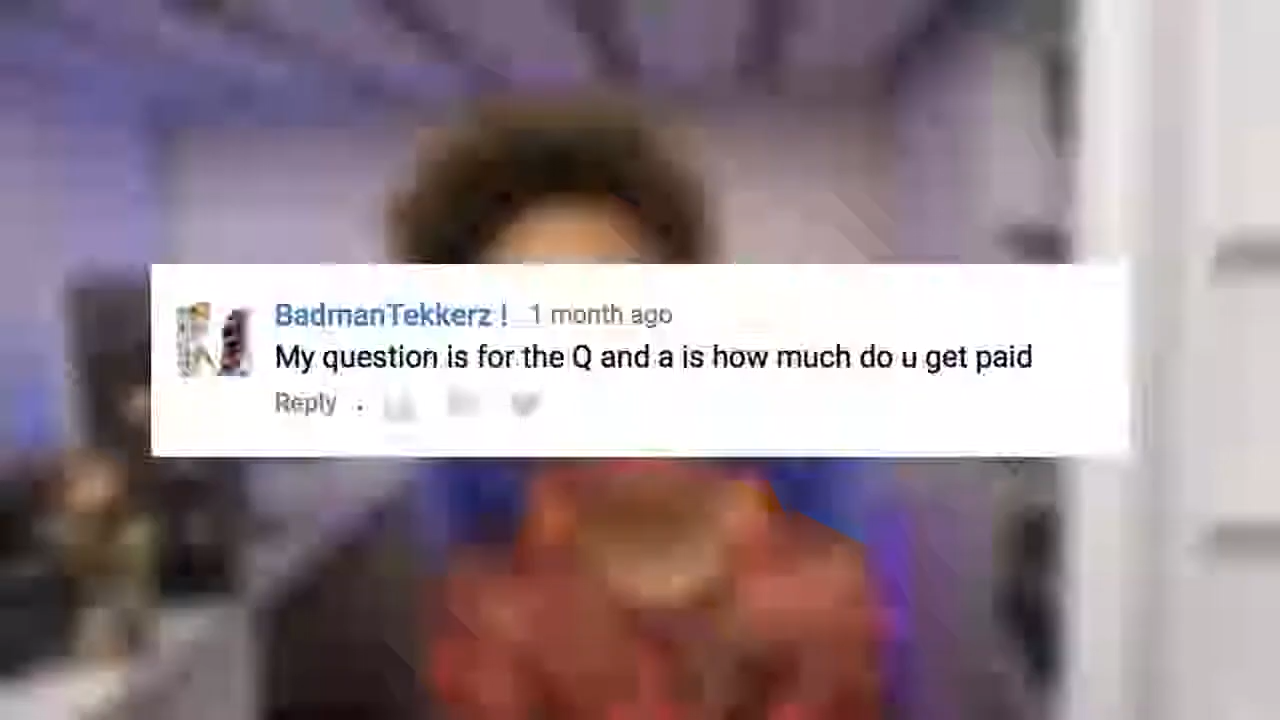 BadmanTekkerz ! 1 month ago
My question is for the Q and a is how much do u get paid
Reply ·